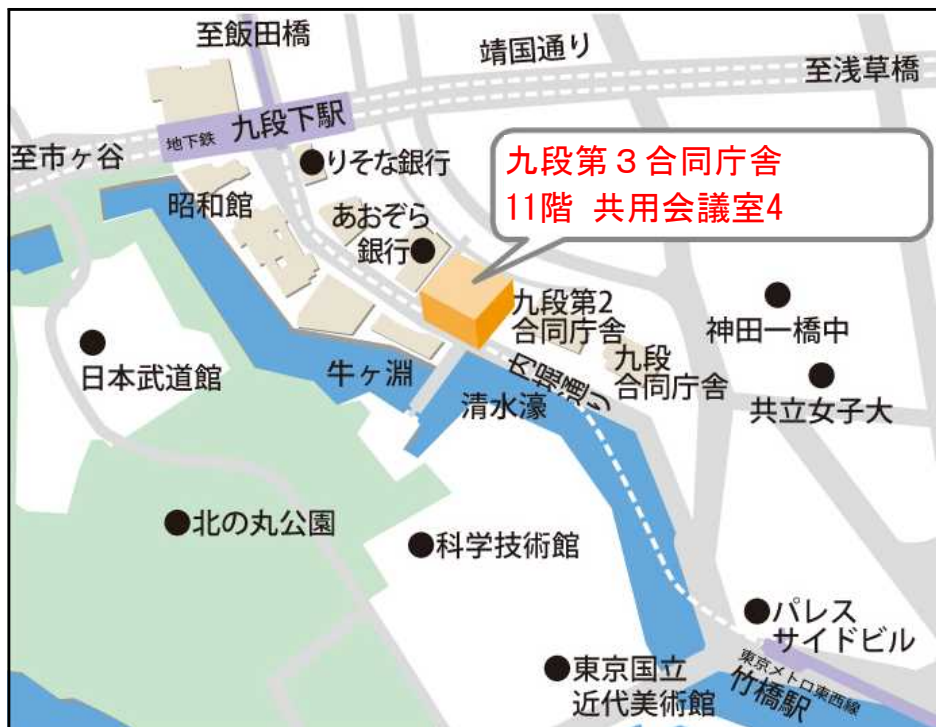 至飯田橋
靖国通り
至浅草橋
地下鉄 九段下駅
至市ヶ谷
りそな銀行
九段第３合同庁舎
11階 共用会議室4
昭和館
あおぞら
銀行
九段第2
合同庁舎
神田一橋中
九段
合同庁舎
日本武道館
牛ヶ淵
内堀通り
清水濠
共立女子大
北の丸公園
科学技術館
パレス
サイドビル
東京メトロ東西線
竹橋駅
東京国立
近代美術館